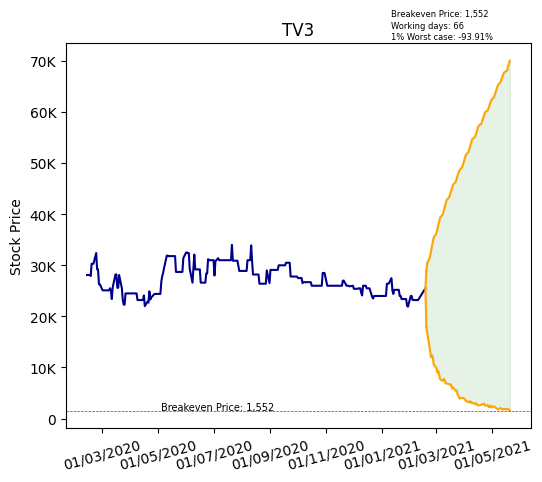 Breakeven Price: 1,552
Working days: 66
1% Worst case: -93.91%
TV3
Stock Price
70K
60K
50K
40K
30K
20K
10K
0
Breakeven Price: 1,552
01/03/2020
01/05/2020
01/07/2020
01/09/2020
01/11/2020
01/01/2021
01/03/2021
01/05/2021